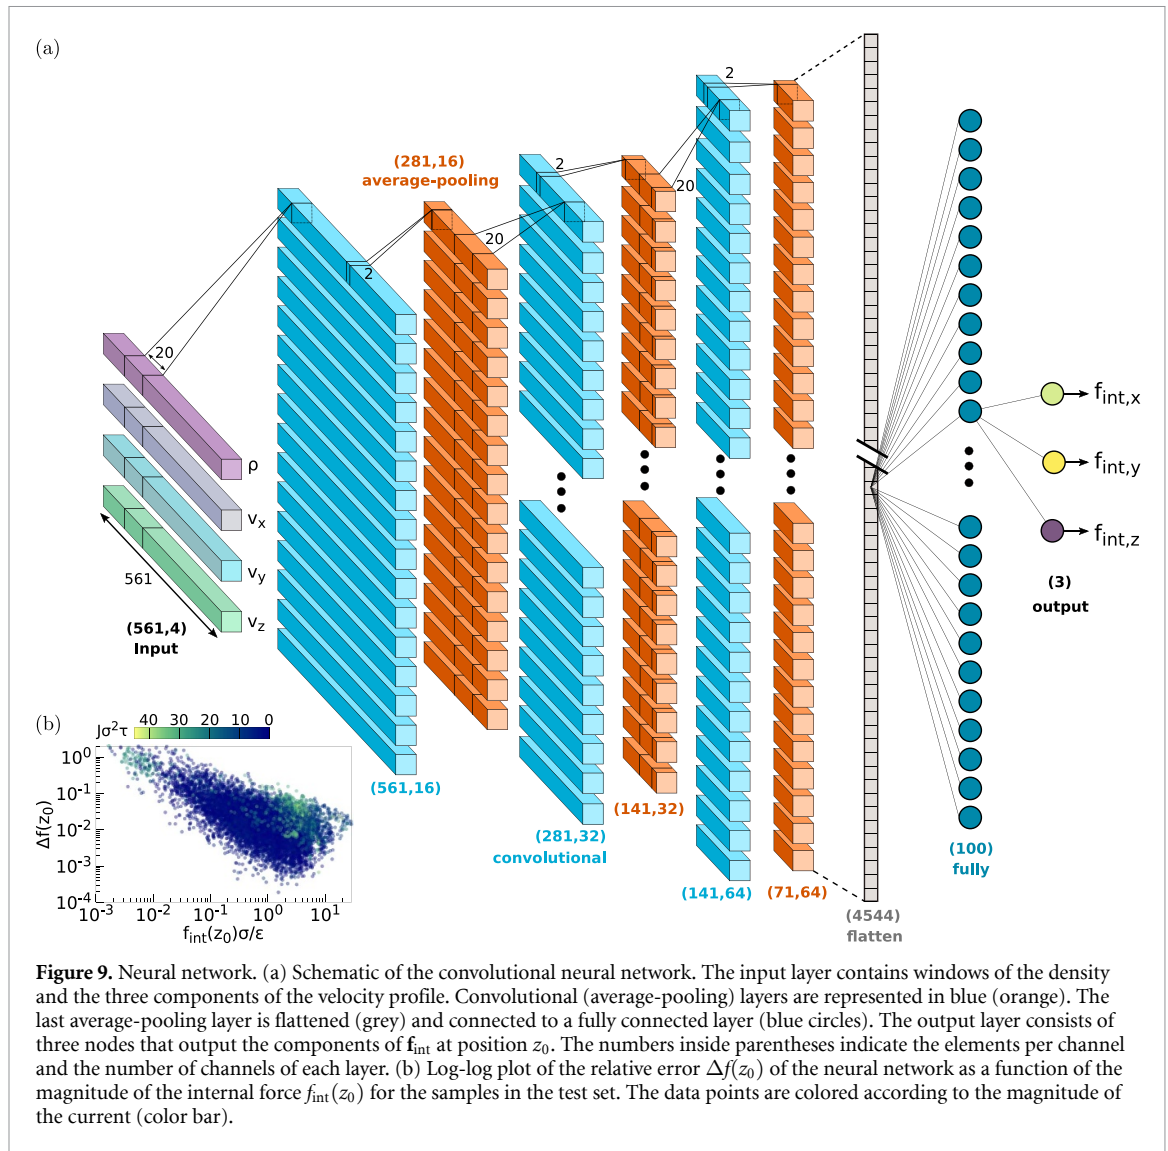 (a)
2
(281,16)
average-pooling
2
20
20
2
20
ρ
vx
vy
vz
561
(561,4)
Input
fint,x
fint,y
fint,z
(3)
output
(561,16)
(281,32)
convolutional
(141,32)
(141,64)
(71,64)
(4544)
flatten
(100)
fully
(b)
Jσ²τ 40 30 20 10 0
10⁰
10⁻¹
10⁻²
10⁻³
10⁻⁴
Δf(z₀)
10⁻³ 10⁻² 10⁻¹ 10⁰ 10¹
fint(z₀)σ/ε
Figure 9. Neural network. (a) Schematic of the convolutional neural network. The input layer contains windows of the density
and the three components of the velocity profile. Convolutional (average-pooling) layers are represented in blue (orange). The
last average-pooling layer is flattened (grey) and connected to a fully connected layer (blue circles). The output layer consists of
three nodes that output the components of fint at position z₀. The numbers inside parentheses indicate the elements per channel
and the number of channels of each layer. (b) Log-log plot of the relative error Δf(z₀) of the neural network as a function of the
magnitude of the internal force fint(z₀) for the samples in the test set. The data points are colored according to the magnitude of
the current (color bar).